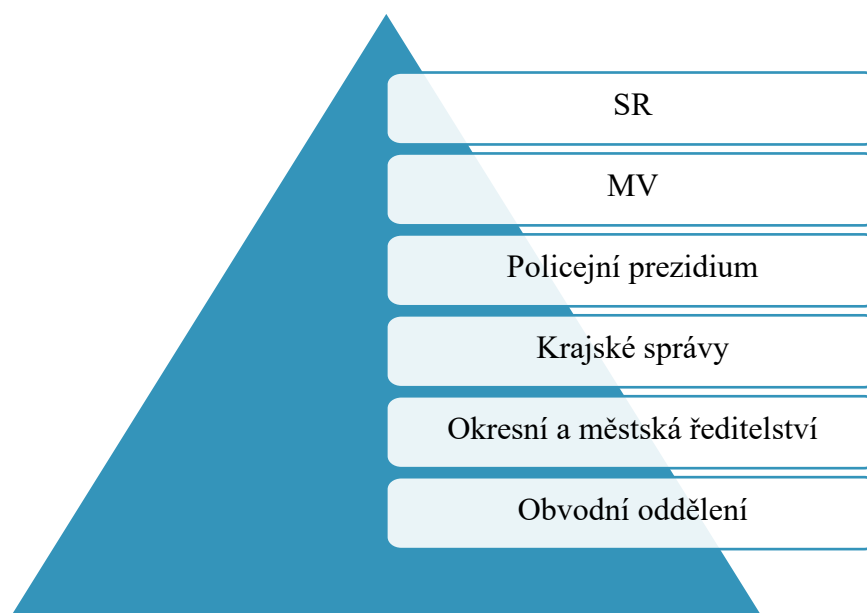 SR
MV
Policejní prezidium
Krajské správy
Okresní a městská ředitelství
Obvodní oddělení